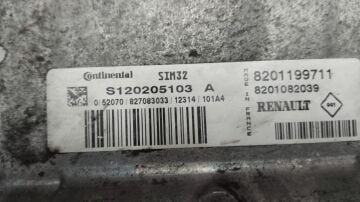 Continental SIM32
S120205103 A
0/52070/827083033/12314/101A4
MADE IN FRANCE
8201199711
8201082039
RENAULT